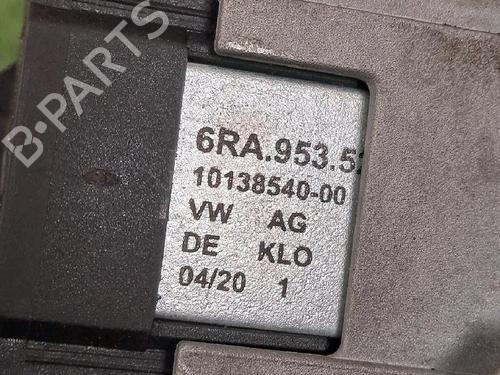 B-PARTS
6RA.953.5
10138540-00
VW AG
DE KLO
04/20 1